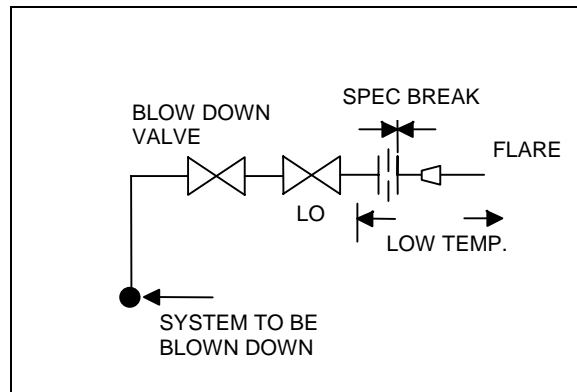 SPEC BREAK
BLOW DOWN
VALVE
FLARE
LO
LOW TEMP.
SYSTEM TO BE
BLOWN DOWN